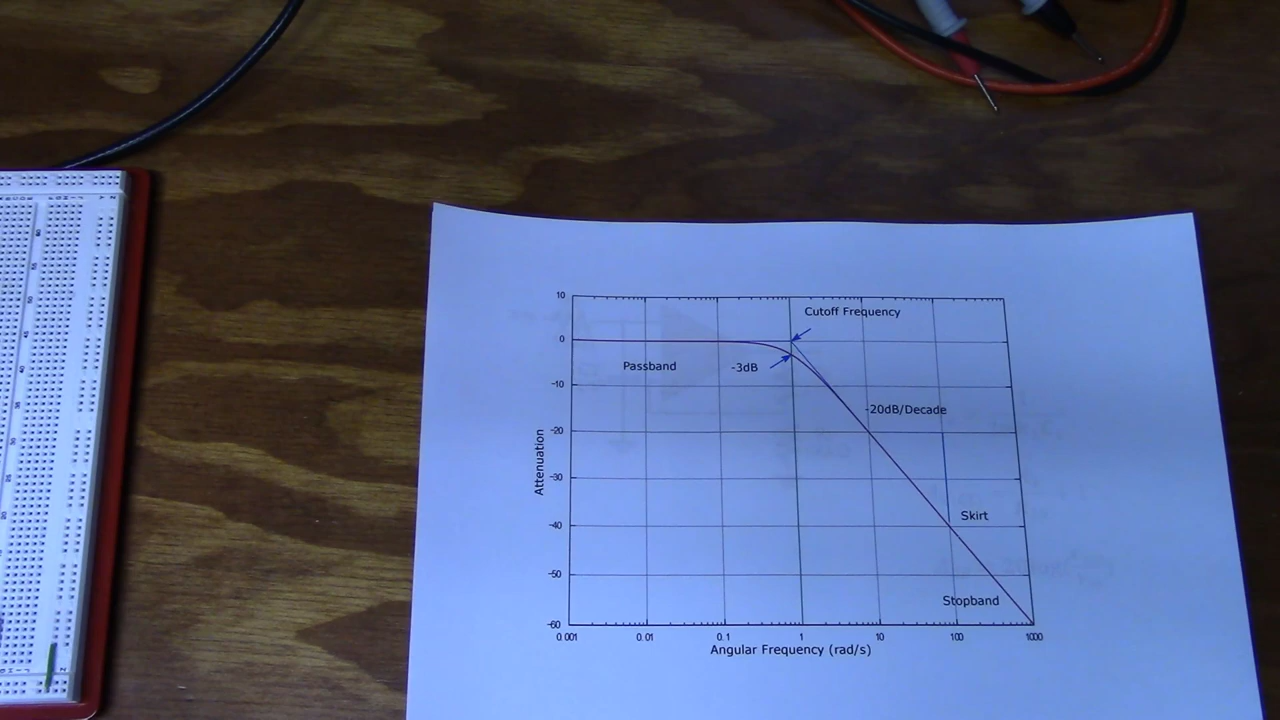 10
Cutoff Frequency
0
Passband
-3dB
-10
-20dB/Decade
-20
Attenuation
-30
Skirt
-40
-50
Stopband
-60
0.001 0.01 0.1 1 10 100 1000
Angular Frequency (rad/s)